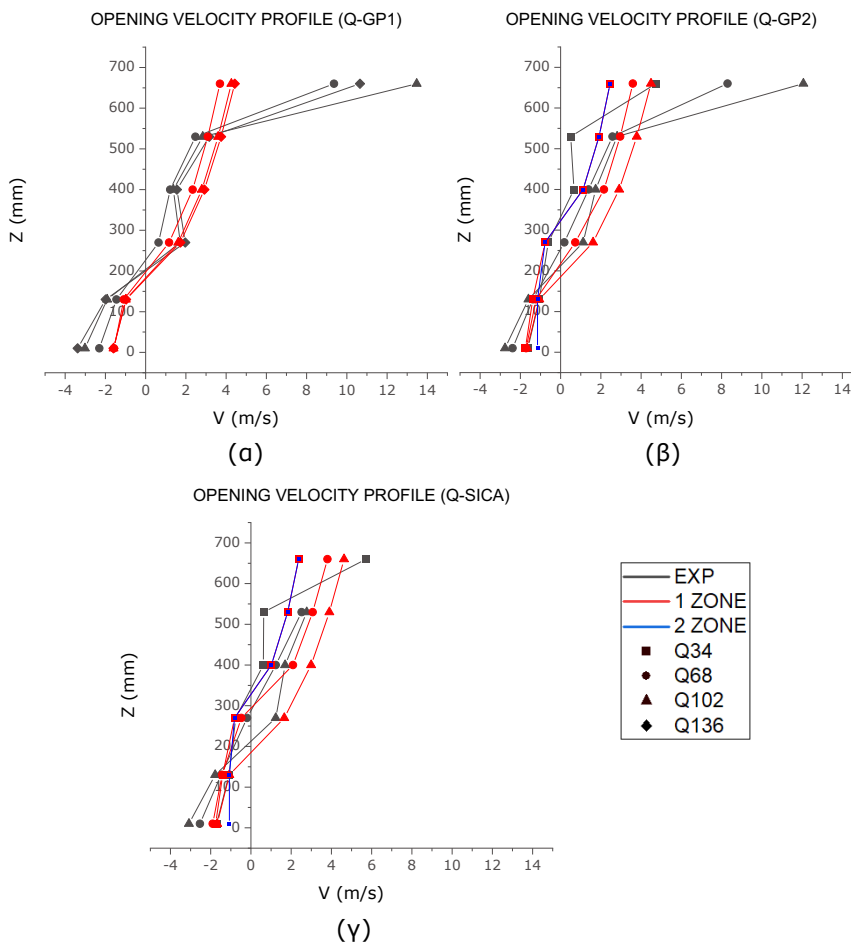 OPENING VELOCITY PROFILE (Q-GP1)
700
600
500
400
300
200
100
0
Z (mm)
-4 -2 0 2 4 6 8 10 12 14
V (m/s)
(α)
OPENING VELOCITY PROFILE (Q-GP2)
700
600
500
400
300
200
100
0
Z (mm)
-4 -2 0 2 4 6 8 10 12 14
V (m/s)
(β)
OPENING VELOCITY PROFILE (Q-SICA)
700
600
500
400
300
200
100
0
Z (mm)
-4 -2 0 2 4 6 8 10 12 14
V (m/s)
(γ)
EXP
1 ZONE
2 ZONE
Q34
Q68
Q102
Q136